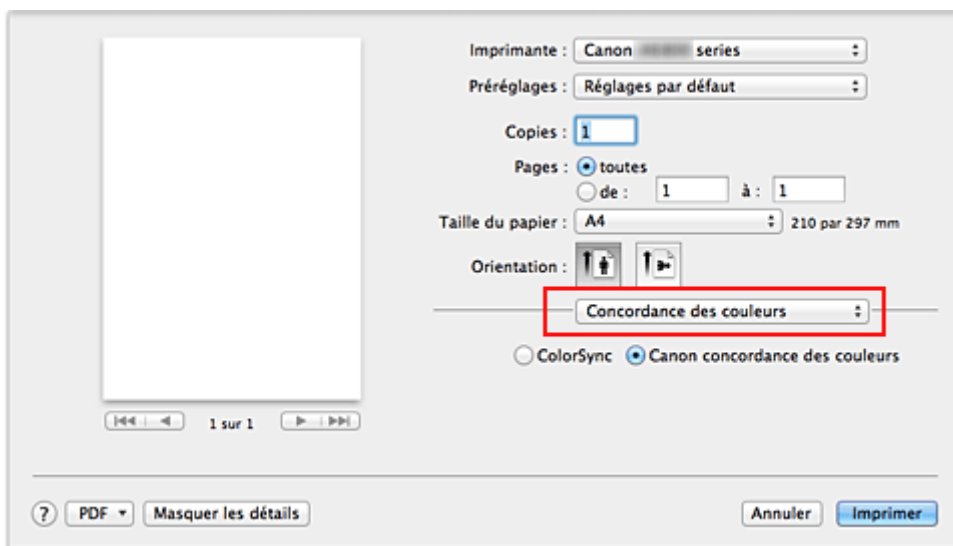 Imprimante : Canon series
Préréglages : Réglages par défaut
Copies : 1
Pages : toutes
de : 1 à : 1
Taille du papier : A4 210 par 297 mm
Orientation :
Concordance des couleurs
ColorSync Canon concordance des couleurs
1 sur 1
? PDF Masquer les détails Annuler Imprimer